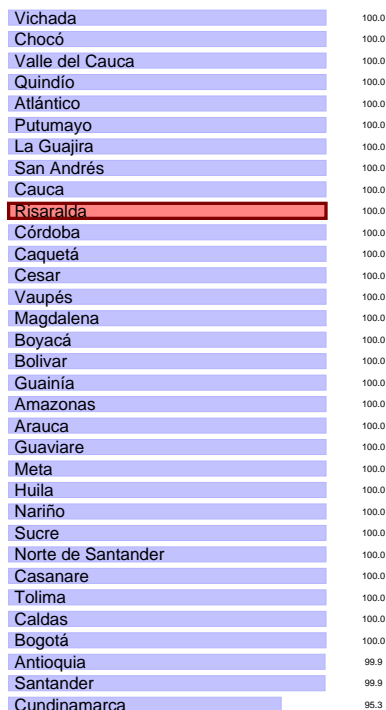 Vichada 100.0
Chocó 100.0
Valle del Cauca 100.0
Quindío 100.0
Atlántico 100.0
Putumayo 100.0
La Guajira 100.0
San Andrés 100.0
Cauca 100.0
Risaralda 100.0
Córdoba 100.0
Caquetá 100.0
Cesar 100.0
Vaupés 100.0
Magdalena 100.0
Boyacá 100.0
Bolivar 100.0
Guainía 100.0
Amazonas 100.0
Arauca 100.0
Guaviare 100.0
Meta 100.0
Huila 100.0
Nariño 100.0
Sucre 100.0
Norte de Santander 100.0
Casanare 100.0
Tolima 100.0
Caldas 100.0
Bogotá 100.0
Antioquia 99.9
Santander 99.9
Cundinamarca 95.3